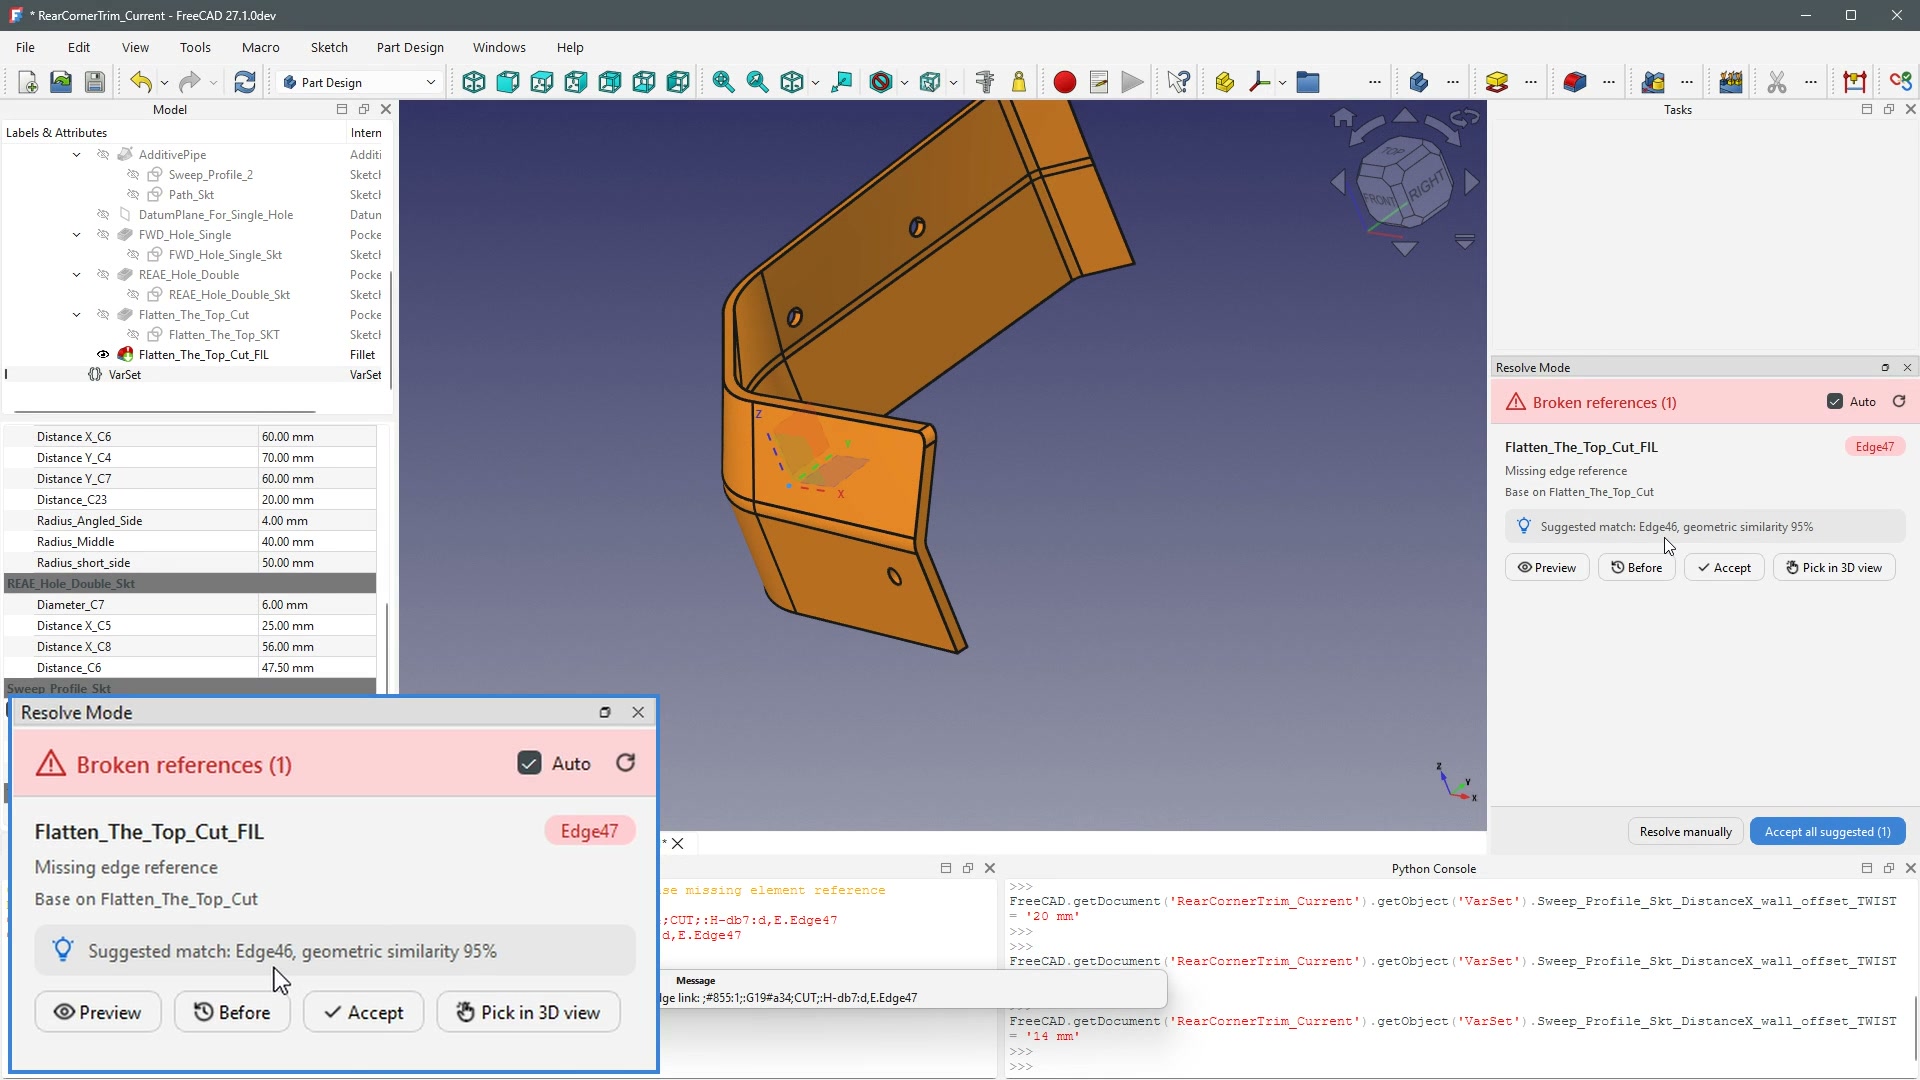 * RearCornerTrim_Current - FreeCAD 27.1.0dev
File Edit View Tools Macro Sketch Part Design Windows Help
Part Design
Model
Labels & Attributes Intern
AdditivePipe Additi
Sweep_Profile_2 Sketch
Path_Skt Sketch
DatumPlane_For_Single_Hole Datun
FWD_Hole_Single Pocke
FWD_Hole_Single_Skt Sketch
REAE_Hole_Double Pocke
REAE_Hole_Double_Skt Sketch
Flatten_The_Top_Cut Pocke
Flatten_The_Top_SKT Sketch
Flatten_The_Top_Cut_FIL Fillet
VarSet VarSet
Distance X_C6 60.00 mm
Distance Y_C4 70.00 mm
Distance Y_C7 60.00 mm
Distance_C23 20.00 mm
Radius_Angled_Side 4.00 mm
Radius_Middle 40.00 mm
Radius_short_side 50.00 mm
REAE_Hole_Double_Skt
Diameter_C7 6.00 mm
Distance X_C5 25.00 mm
Distance X_C8 56.00 mm
Distance_C6 47.50 mm
Sweep Profile Skt
Resolve Mode
Broken references (1) Auto
Flatten_The_Top_Cut_FIL Edge47
Missing edge reference
Base on Flatten_The_Top_Cut
Suggested match: Edge46, geometric similarity 95%
Preview Before Accept Pick in 3D view
Z Y X
TOP FRONT RIGHT
Z Y X
*
se missing element reference
;CUT;:H-db7:d,E.Edge47
d,E.Edge47
Message
lge link: ;#855:1;:G19#a34;CUT;:H-db7:d,E.Edge47
Python Console
>>>
FreeCAD.getDocument('RearCornerTrim_Current').getObject('VarSet').Sweep_Profile_Skt_DistanceX_wall_offset_TWIST
= '20 mm'
>>>
>>>
FreeCAD.getDocument('RearCornerTrim_Current').getObject('VarSet').Sweep_Profile_Skt_DistanceX_wall_offset_TWIST
FreeCAD.getDocument('RearCornerTrim_Current').getObject('VarSet').Sweep_Profile_Skt_DistanceX_wall_offset_TWIST
= '14 mm'
>>>
>>>
Tasks
Resolve Mode
Broken references (1) Auto
Flatten_The_Top_Cut_FIL Edge47
Missing edge reference
Base on Flatten_The_Top_Cut
Suggested match: Edge46, geometric similarity 95%
Preview Before Accept Pick in 3D view
Resolve manually Accept all suggested (1)